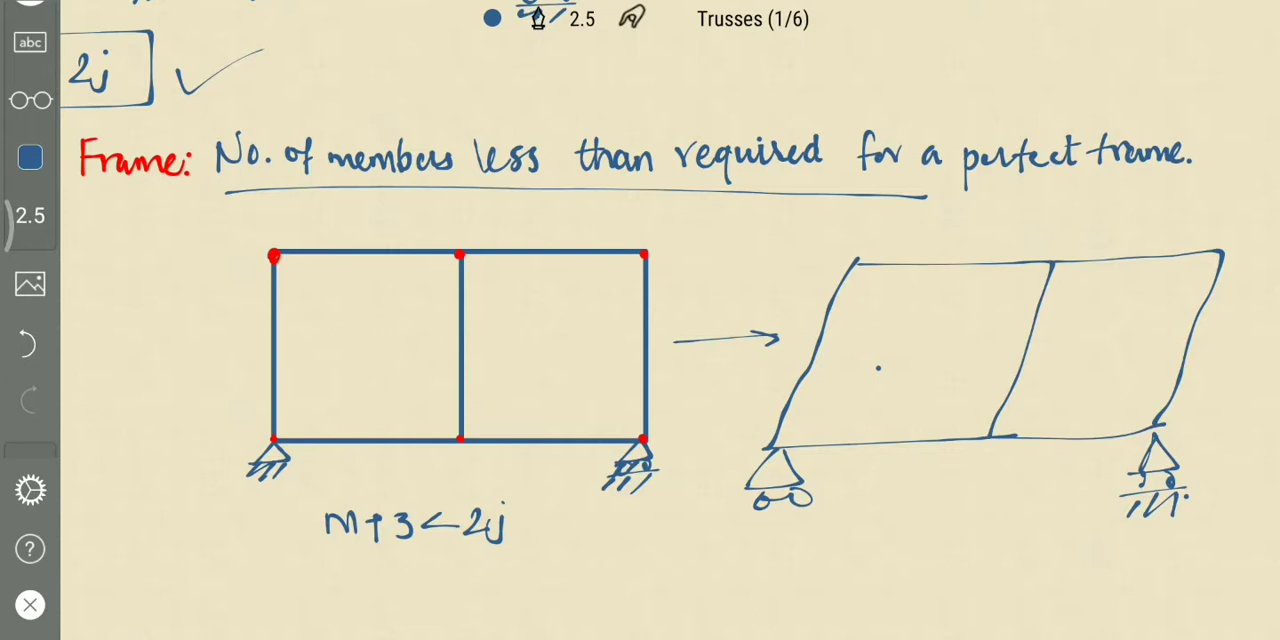 2.5
Trusses (1/6)
abc
2j
Frame: No. of members less than required for a perfect frame.
2.5
m+3<2j
?